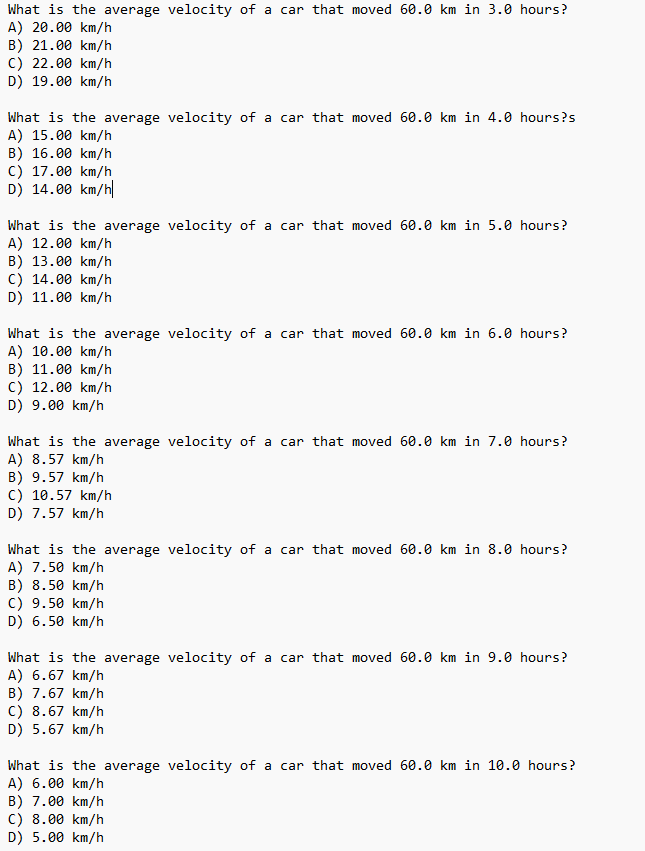 What is the average velocity of a car that moved 60.0 km in 3.0 hours?
A) 20.00 km/h
B) 21.00 km/h
C) 22.00 km/h
D) 19.00 km/h
What is the average velocity of a car that moved 60.0 km in 4.0 hours?s
A) 15.00 km/h
B) 16.00 km/h
C) 17.00 km/h
D) 14.00 km/h
What is the average velocity of a car that moved 60.0 km in 5.0 hours?
A) 12.00 km/h
B) 13.00 km/h
C) 14.00 km/h
D) 11.00 km/h
What is the average velocity of a car that moved 60.0 km in 6.0 hours?
A) 10.00 km/h
B) 11.00 km/h
C) 12.00 km/h
D) 9.00 km/h
What is the average velocity of a car that moved 60.0 km in 7.0 hours?
A) 8.57 km/h
B) 9.57 km/h
C) 10.57 km/h
D) 7.57 km/h
What is the average velocity of a car that moved 60.0 km in 8.0 hours?
A) 7.50 km/h
B) 8.50 km/h
C) 9.50 km/h
D) 6.50 km/h
What is the average velocity of a car that moved 60.0 km in 9.0 hours?
A) 6.67 km/h
B) 7.67 km/h
C) 8.67 km/h
D) 5.67 km/h
What is the average velocity of a car that moved 60.0 km in 10.0 hours?
A) 6.00 km/h
B) 7.00 km/h
C) 8.00 km/h
D) 5.00 km/h